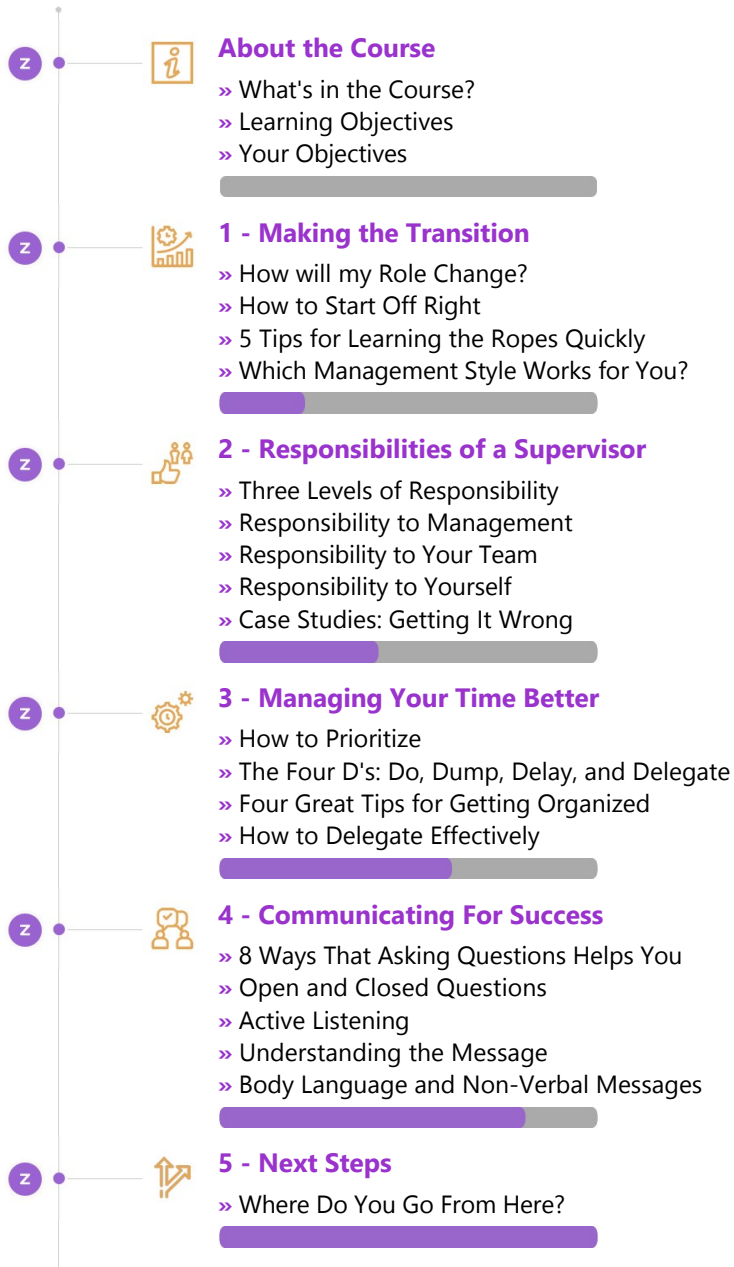 Z
About the Course
» What's in the Course?
» Learning Objectives
» Your Objectives
Z
1 - Making the Transition
» How will my Role Change?
» How to Start Off Right
» 5 Tips for Learning the Ropes Quickly
» Which Management Style Works for You?
Z
2 - Responsibilities of a Supervisor
» Three Levels of Responsibility
» Responsibility to Management
» Responsibility to Your Team
» Responsibility to Yourself
» Case Studies: Getting It Wrong
Z
3 - Managing Your Time Better
» How to Prioritize
» The Four D's: Do, Dump, Delay, and Delegate
» Four Great Tips for Getting Organized
» How to Delegate Effectively
Z
4 - Communicating For Success
» 8 Ways That Asking Questions Helps You
» Open and Closed Questions
» Active Listening
» Understanding the Message
» Body Language and Non-Verbal Messages
Z
5 - Next Steps
» Where Do You Go From Here?